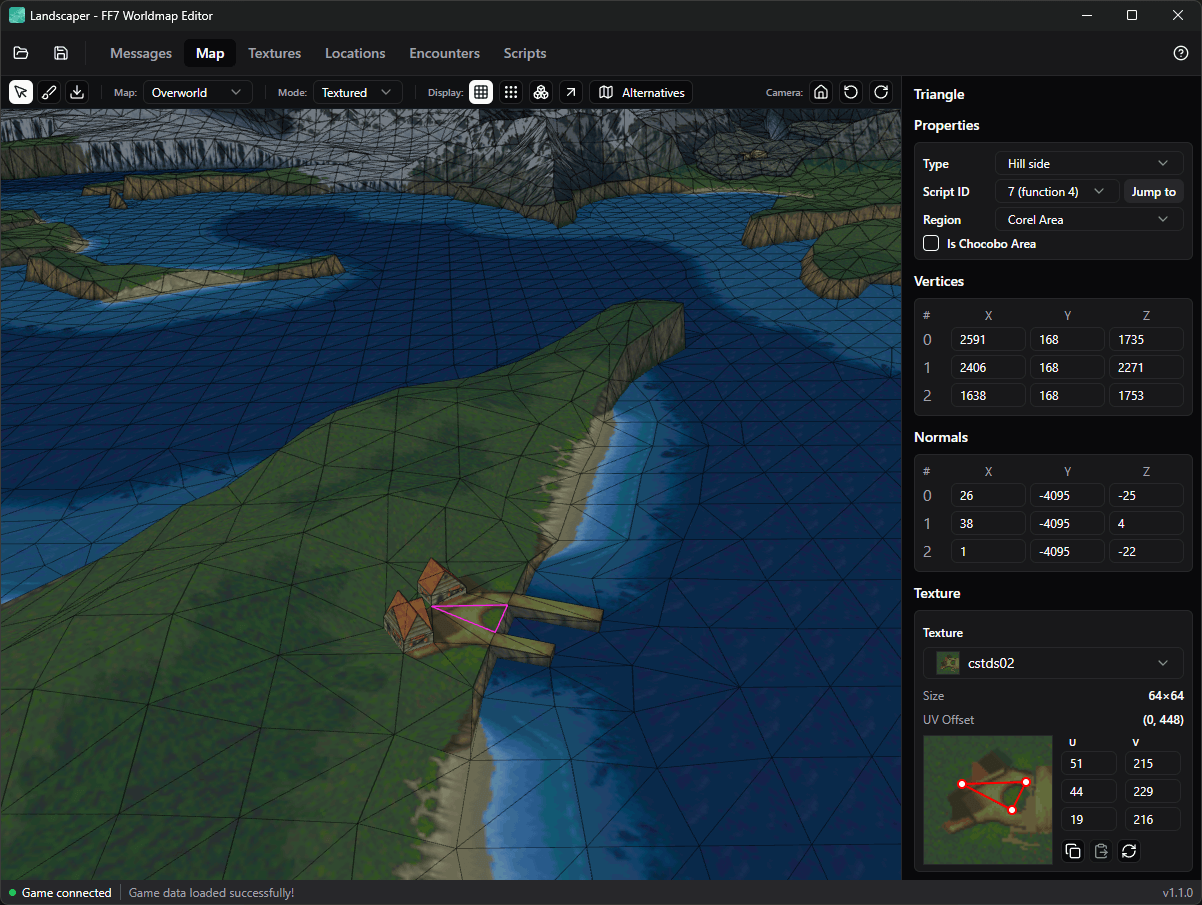 Landscaper - FF7 Worldmap Editor
Messages Map Textures Locations Encounters Scripts
Map: Overworld Mode: Textured Display: Alternatives Camera:
Triangle
Properties
Type Hill side
Script ID 7 (function 4) Jump to
Region Corel Area
Is Chocobo Area
Vertices
# X Y Z
0 2591 168 1735
1 2406 168 2271
2 1638 168 1753
Normals
# X Y Z
0 26 -4095 -25
1 38 -4095 4
2 1 -4095 -22
Texture
Texture
cstds02
Size 64×64
UV Offset (0, 448)
U V
51 215
44 229
19 216
Game connected Game data loaded successfully! v1.1.0